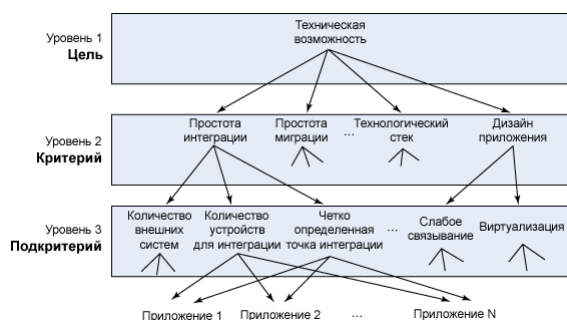 Техническая
возможность
Уровень 1
Цель
Уровень 2
Критерий
Простота
интеграции
Простота
миграции
...
Технологический
стек
Дизайн
приложения
Уровень 3
Подкритерий
Количество
внешних
систем
Количество
устройств
для интеграции
Четко
определенная
точка интеграции
...
Слабое
связывание
Виртуализация
Приложение 1
Приложение 2
...
Приложение N